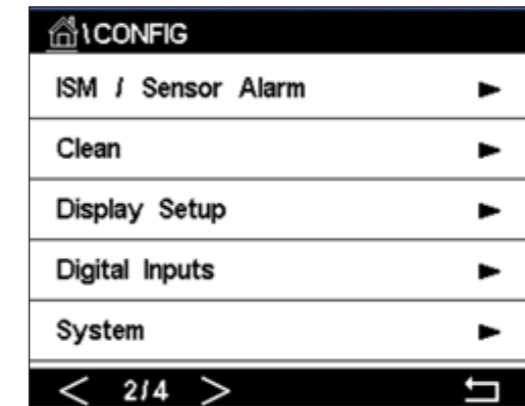 \CONFIG
ISM / Sensor Alarm
Clean
Display Setup
Digital Inputs
System
< 2/4 >